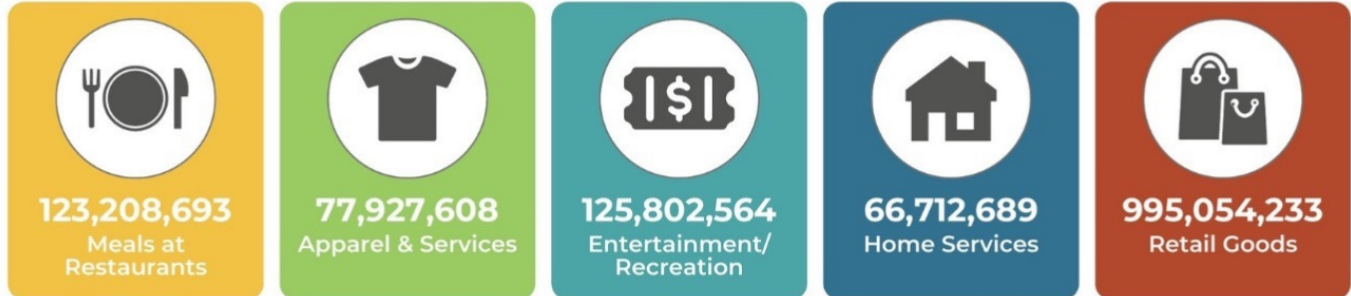 123,208,693
Meals at
Restaurants
77,927,608
Apparel & Services
$
125,802,564
Entertainment/
Recreation
66,712,689
Home Services
995,054,233
Retail Goods